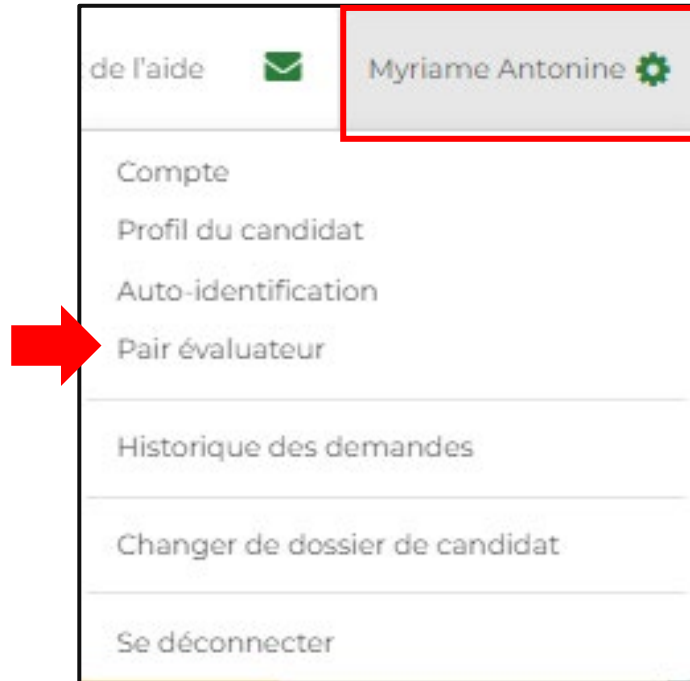 de l'aide Myriame Antonine
Compte
Profil du candidat
Auto-identification
Pair évaluateur
Historique des demandes
Changer de dossier de candidat
Se déconnecter